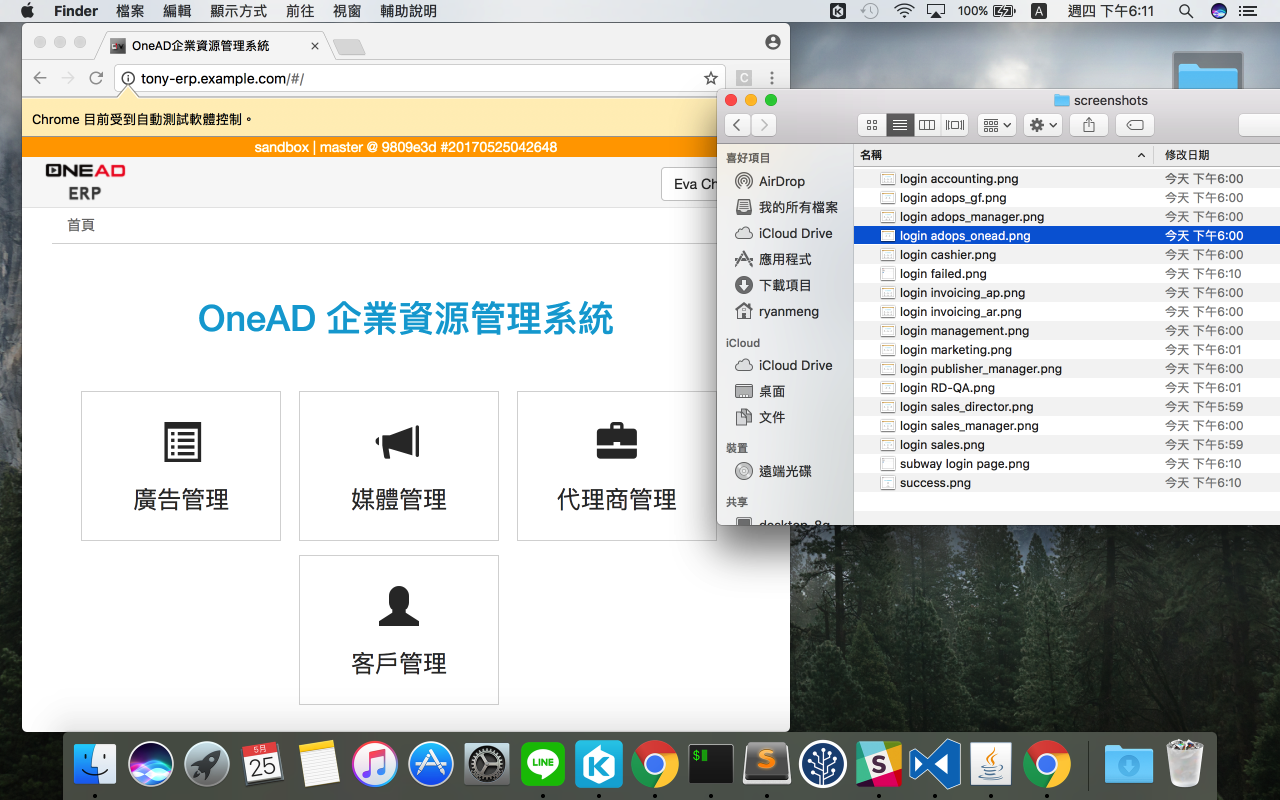 Finder 檔案 編輯 顯示方式 前往 視窗 輔助說明 100% A 週四 下午6:11
OneAD企業資源管理系統
tony-erp.example.com/#/
C
Chrome 目前受到自動測試軟體控制。
sandbox | master @ 9809e3d #20170525042648
ONEAD
ERP
Eva Ch
首頁
OneAD 企業資源管理系統
廣告管理
媒體管理
代理商管理
客戶管理
screenshots
喜好項目
AirDrop
我的所有檔案
iCloud Drive
應用程式
下載項目
ryanmeng
iCloud
iCloud Drive
桌面
文件
裝置
遠端光碟
共享
desktop-8g
名稱 修改日期
login accounting.png 今天 下午6:00
login adops_gf.png 今天 下午6:00
login adops_manager.png 今天 下午6:00
login adops_onead.png 今天 下午6:00
login cashier.png 今天 下午6:00
login failed.png 今天 下午6:10
login invoicing_ap.png 今天 下午6:00
login invoicing_ar.png 今天 下午6:00
login management.png 今天 下午6:00
login marketing.png 今天 下午6:01
login publisher_manager.png 今天 下午6:00
login RD-QA.png 今天 下午6:01
login sales_director.png 今天 下午5:59
login sales_manager.png 今天 下午6:00
login sales.png 今天 下午5:59
subway login page.png 今天 下午6:10
success.png 今天 下午6:10
5月
25
LINE
$
S
S